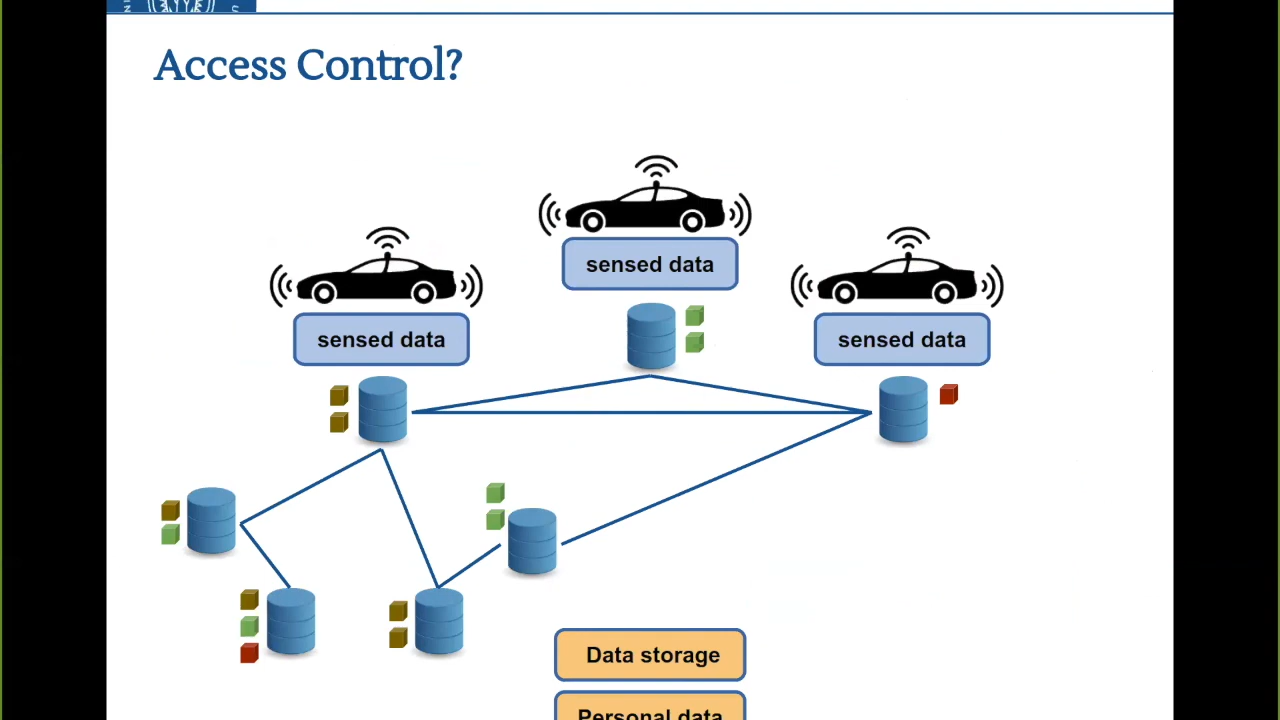 Access Control?
sensed data
sensed data
sensed data
Data storage
Personal data